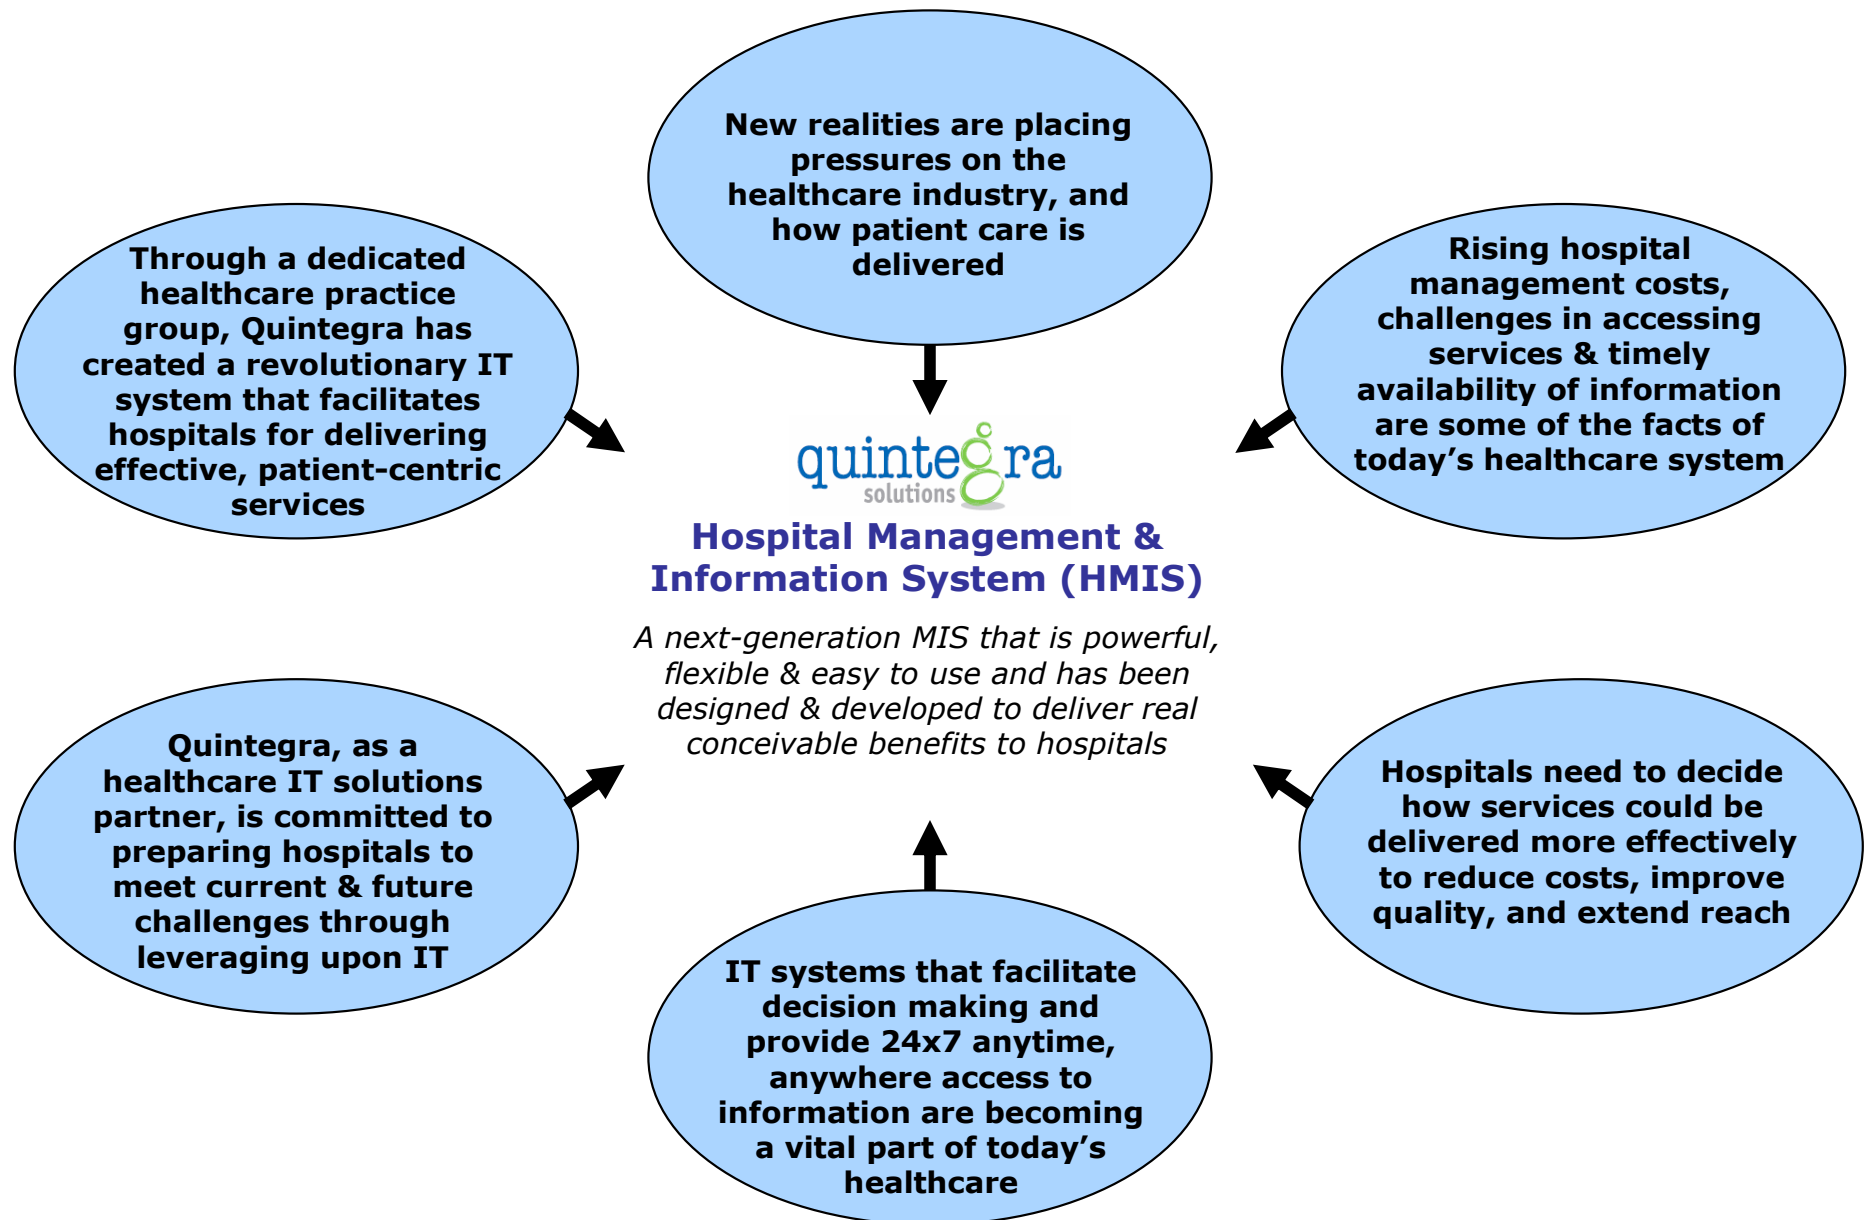 New realities are placing
pressures on the
healthcare industry, and
how patient care is
delivered
Through a dedicated
healthcare practice
group, Quintegra has
created a revolutionary IT
system that facilitates
hospitals for delivering
effective, patient-centric
services
Rising hospital
management costs,
challenges in accessing
services & timely
availability of information
are some of the facts of
today’s healthcare system
quintegra
solutions
Hospital Management &
Information System (HMIS)
A next-generation MIS that is powerful,
flexible & easy to use and has been
designed & developed to deliver real
conceivable benefits to hospitals
Quintegra, as a
healthcare IT solutions
partner, is committed to
preparing hospitals to
meet current & future
challenges through
leveraging upon IT
Hospitals need to decide
how services could be
delivered more effectively
to reduce costs, improve
quality, and extend reach
IT systems that facilitate
decision making and
provide 24x7 anytime,
anywhere access to
information are becoming
a vital part of today’s
healthcare